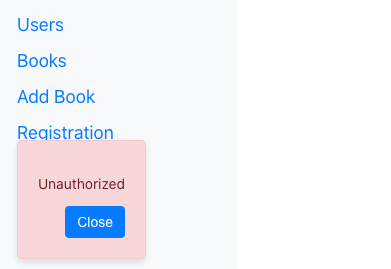 Users
Books
Add Book
Registration
Unauthorized
Close